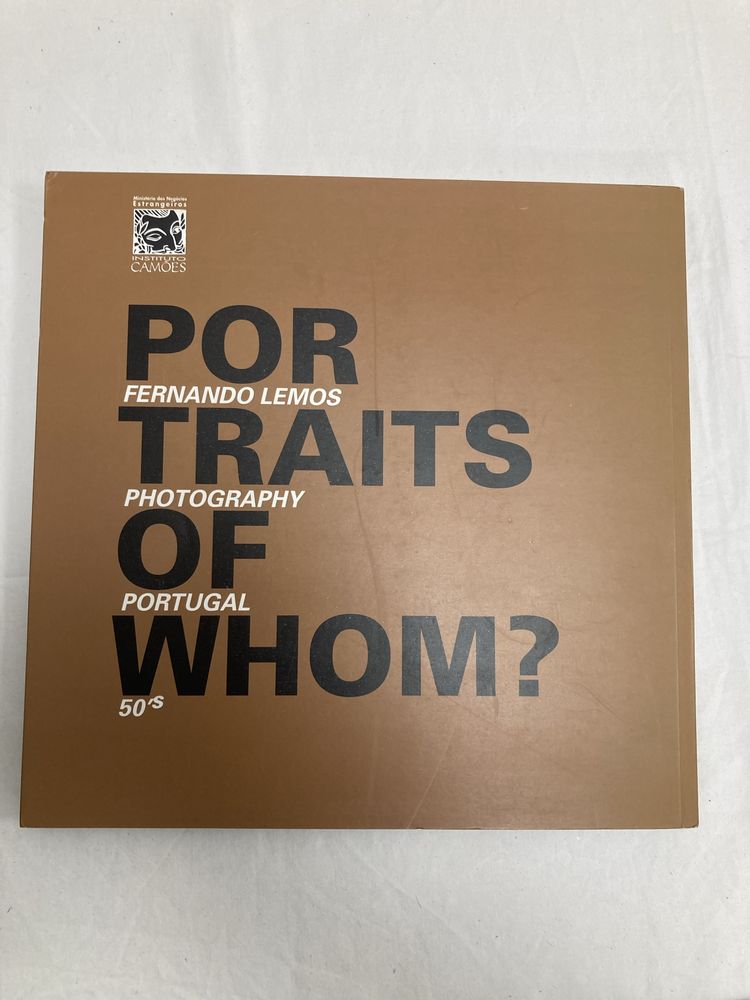 Ministério dos Negócios
Estrangeiros
INSTITUTO
CAMÕES
POR
FERNANDO LEMOS
TRAITS
PHOTOGRAPHY
OF
PORTUGAL
WHOM?
50's